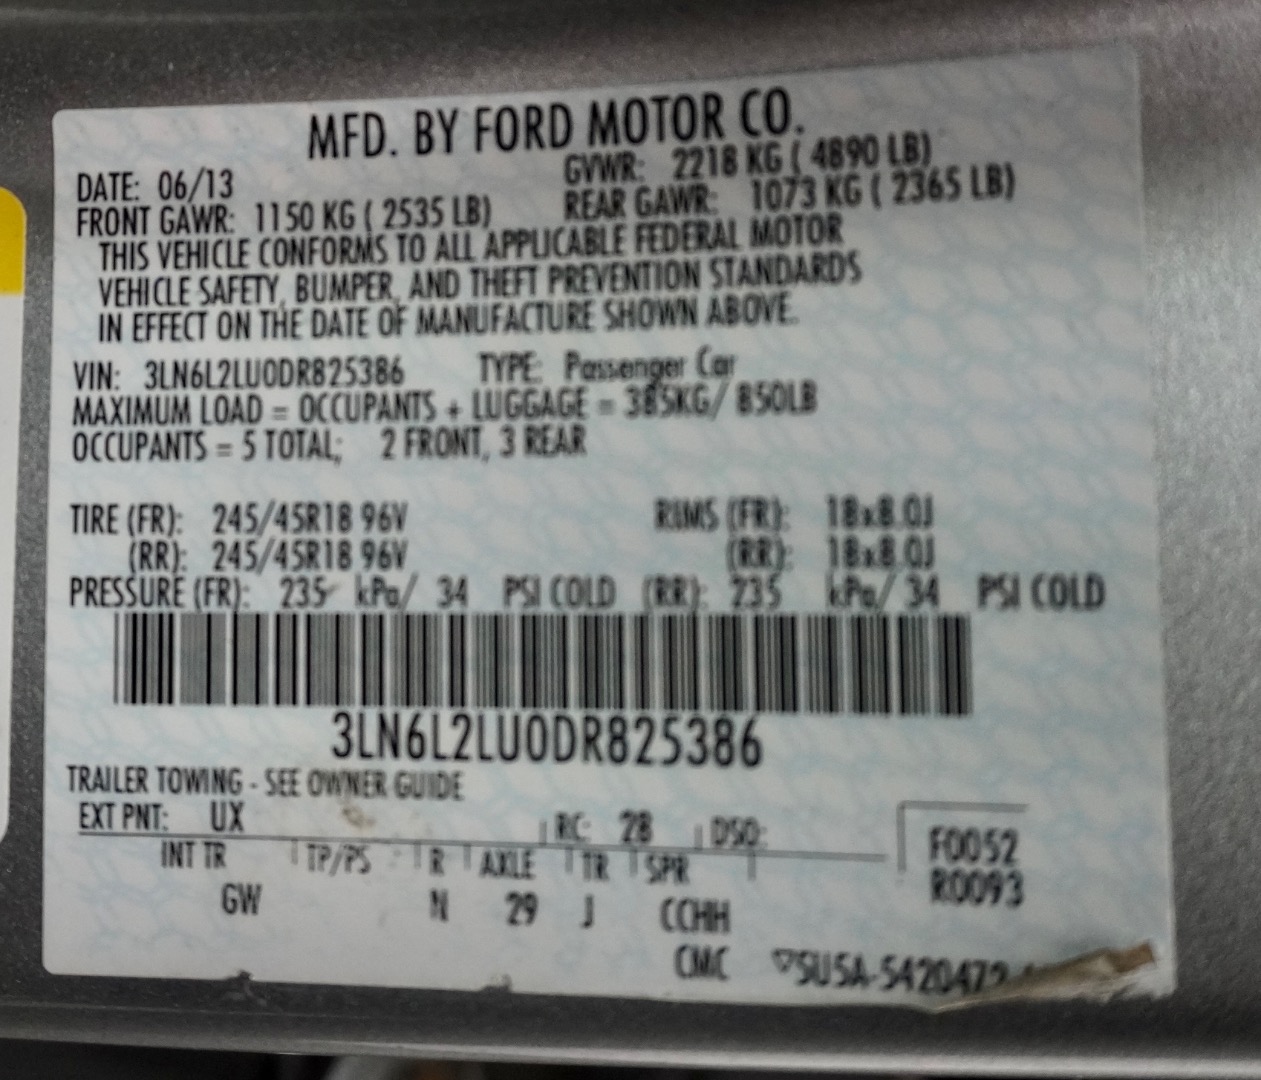 MFD. BY FORD MOTOR CO.
DATE: 06/13 GVWR: 2218 KG ( 4890 LB)
FRONT GAWR: 1150 KG ( 2535 LB) REAR GAWR: 1073 KG ( 2365 LB)
THIS VEHICLE CONFORMS TO ALL APPLICABLE FEDERAL MOTOR
VEHICLE SAFETY, BUMPER, AND THEFT PREVENTION STANDARDS
IN EFFECT ON THE DATE OF MANUFACTURE SHOWN ABOVE.
VIN: 3LN6L2LU0DR825386 TYPE: Passenger Car
MAXIMUM LOAD = OCCUPANTS + LUGGAGE = 385KG/ 850LB
OCCUPANTS = 5 TOTAL; 2 FRONT, 3 REAR
TIRE (FR): 245/45R18 96V RIMS (FR): 18x8.0J
(RR): 245/45R18 96V (RR): 18x8.0J
PRESSURE (FR): 235 kPa/ 34 PSI COLD (RR): 235 kPa/ 34 PSI COLD
3LN6L2LU0DR825386
TRAILER TOWING - SEE OWNER GUIDE
EXT PNT: UX RC: 28 DSO: F0052
INT TR TP/PS R AXLE TR SPR R0093
GW N 29 J CCHH
CMC